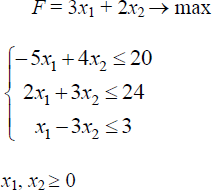 F = 3x₁ + 2x₂ → max
−5x₁ + 4x₂ ≤ 20
2x₁ + 3x₂ ≤ 24
x₁ − 3x₂ ≤ 3
x₁, x₂ ≥ 0